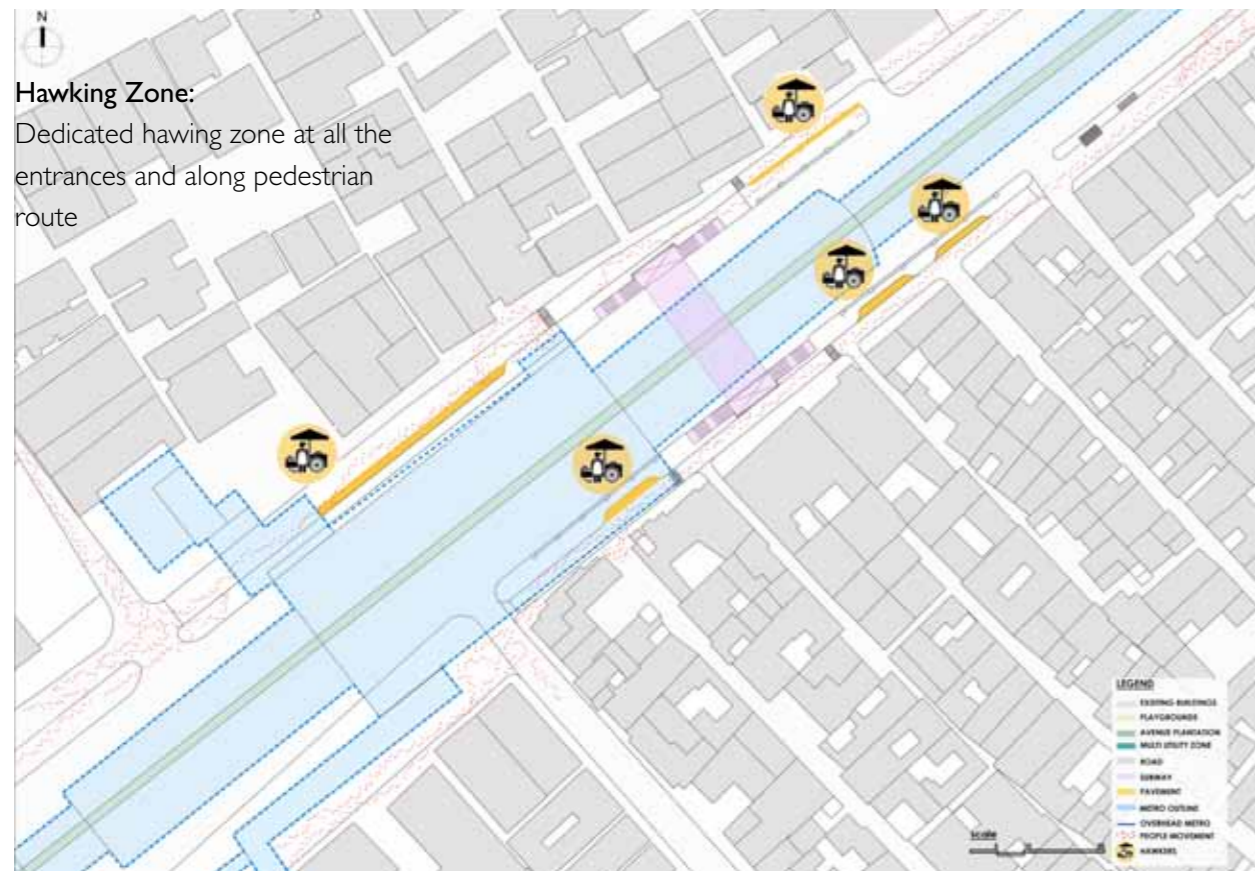 N
Hawking Zone:
Dedicated hawing zone at all the
entrances and along pedestrian
route
LEGEND
EXISTING BUILDINGS
PLAYGROUNDS
AVENUE PLANTATION
MULTI UTILITY ZONE
ROAD
SUBWAY
PAVEMENT
METRO OUTLINE
OVERHEAD METRO
PEOPLE MOVEMENT
HAWKERS
scale